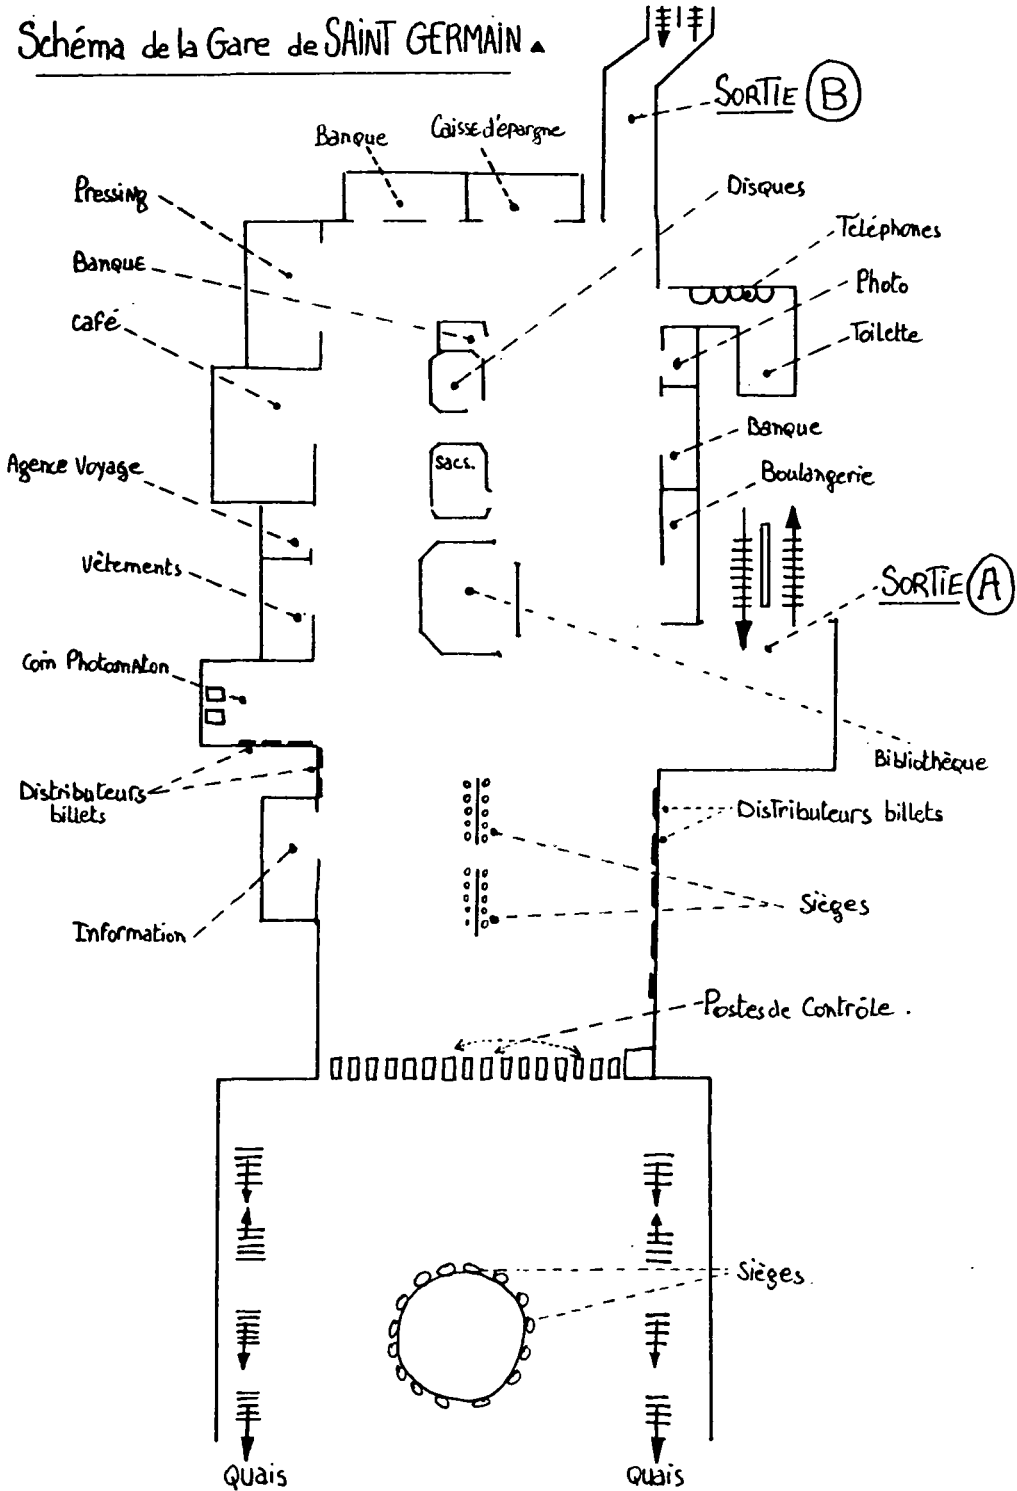 Schéma de la Gare de SAINT GERMAIN
SORTIE B
Banque
Caisse d'épargne
Pressing
Disques
Téléphones
Banque
Photo
Café
Toilette
Banque
Agence Voyage
sacs.
Boulangerie
Vêtements
SORTIE A
Coin Photomaton
Bibliothèque
Distributeurs
billets
Distributeurs billets
Sièges
Information
Postes de Contrôle.
Sièges
Quais
Quais